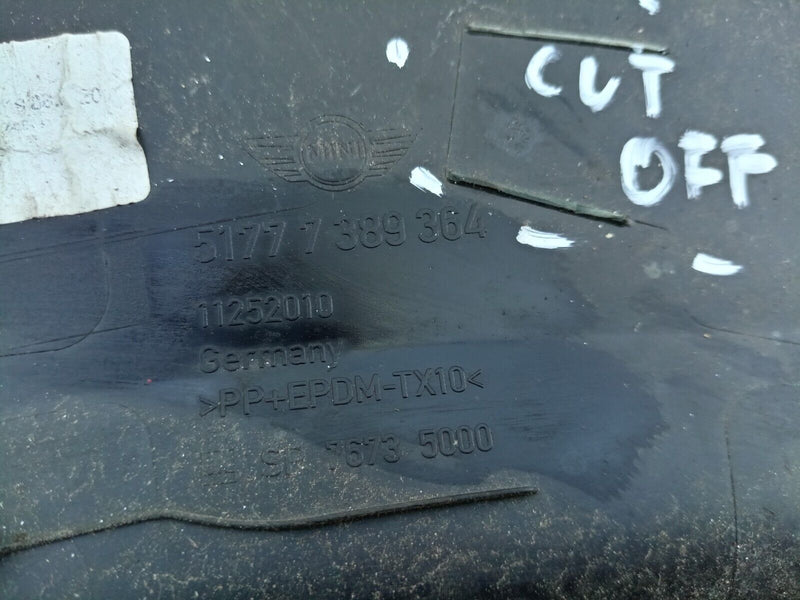 CUT
OFF
MINI
5177 7 389 364
11252010
Germany
>PP+EPDM-TX10<
7673 5000